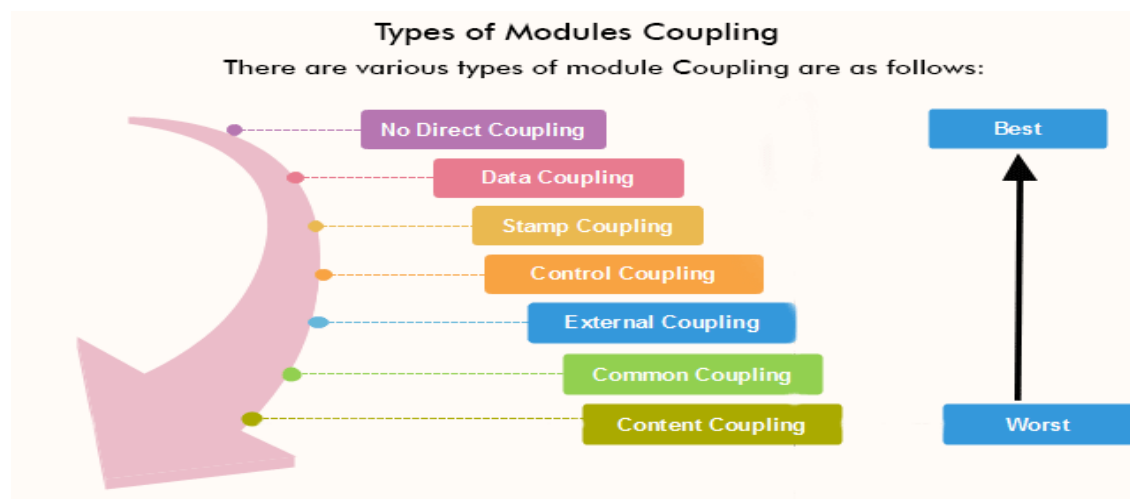 Types of Modules Coupling
There are various types of module Coupling are as follows:
No Direct Coupling
Best
Data Coupling
Stamp Coupling
Control Coupling
External Coupling
Common Coupling
Content Coupling
Worst